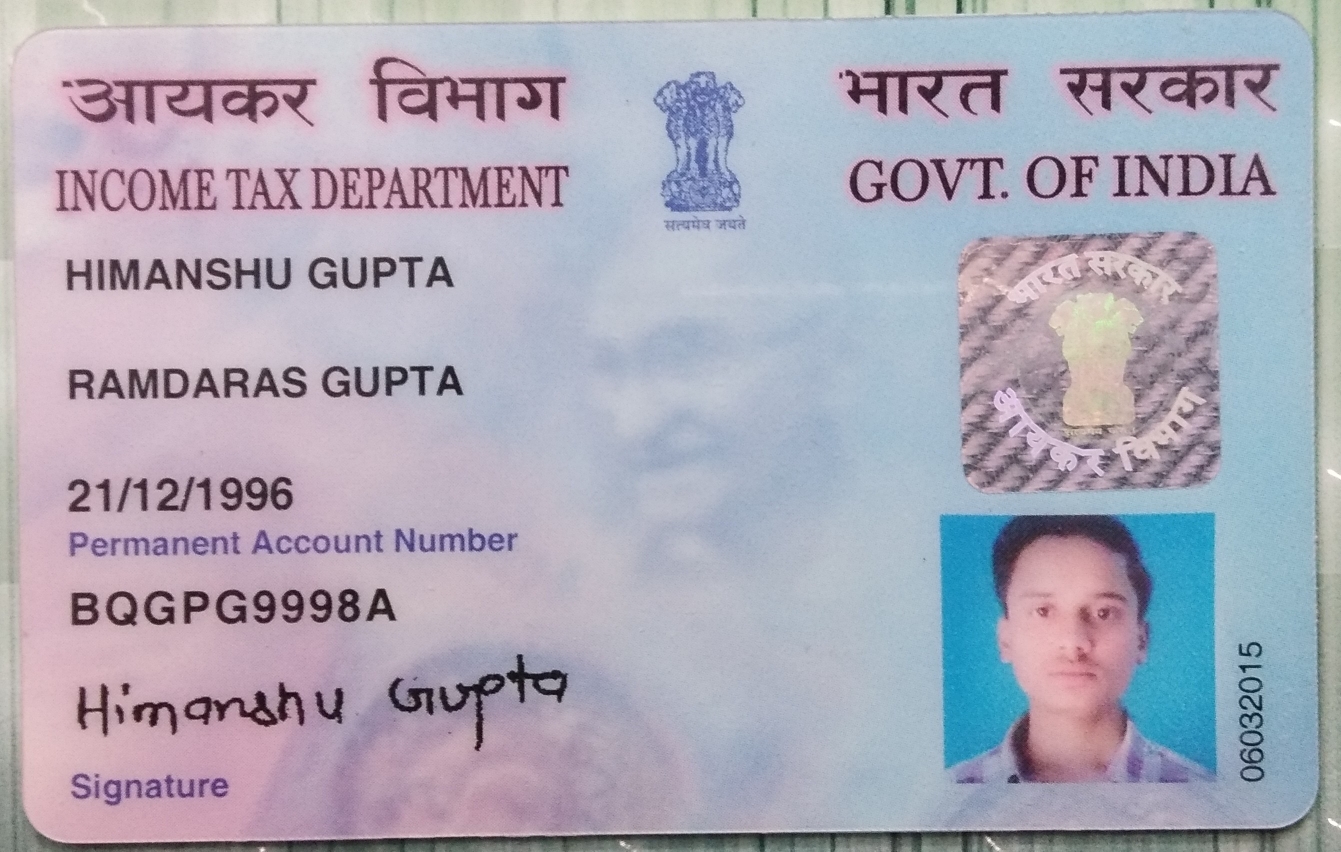 आयकर विभाग भारत सरकार
INCOME TAX DEPARTMENT GOVT. OF INDIA
सत्यमेव जयते
HIMANSHU GUPTA
भारत सरकार
RAMDARAS GUPTA
आयकर विभाग
21/12/1996
Permanent Account Number
BQGPG9998A
Himanshu Gupta
Signature
06032015